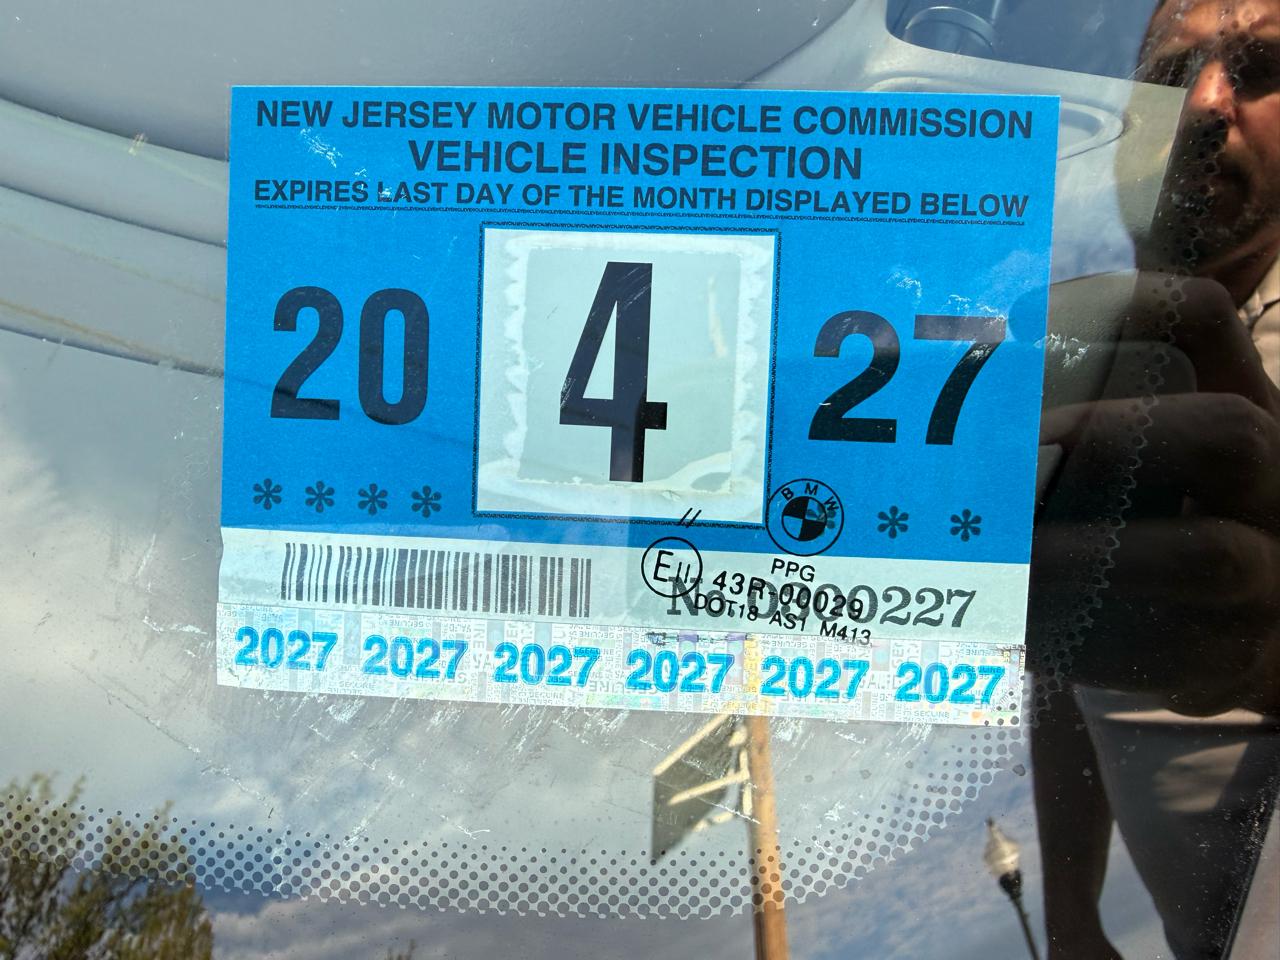 NEW JERSEY MOTOR VEHICLE COMMISSION
VEHICLE INSPECTION
EXPIRES LAST DAY OF THE MONTH DISPLAYED BELOW
20 4 27
* * * * * *
BMW
PPG
E11 43R-00029
DOT18 AS1 M413
2027 2027 2027 2027 2027 2027